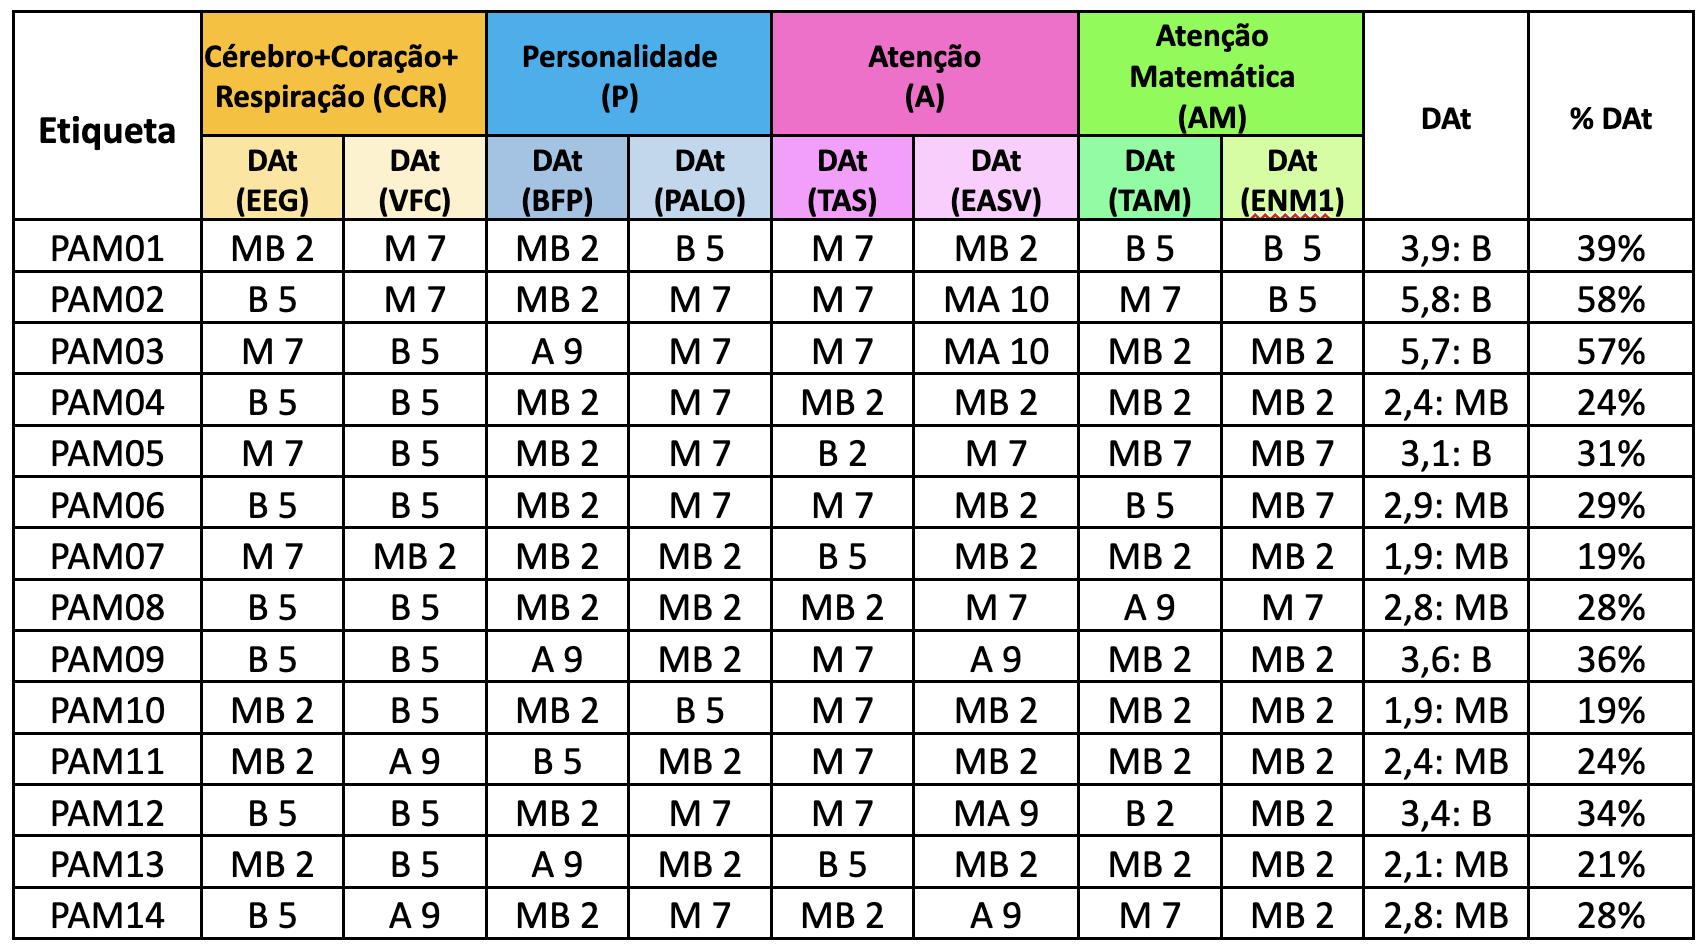 Etiqueta
Cérebro+Coração+
Respiração (CCR)
Personalidade
(P)
Atenção
(A)
Atenção
Matemática
(AM)
DAt
% DAt
DAt
(EEG)
DAt
(VFC)
DAt
(BFP)
DAt
(PALO)
DAt
(TAS)
DAt
(EASV)
DAt
(TAM)
DAt
(ENM1)
PAM01 MB 2 M 7 MB 2 B 5 M 7 MB 2 B 5 B 5 3,9: B 39%
PAM02 B 5 M 7 MB 2 M 7 M 7 MA 10 M 7 B 5 5,8: B 58%
PAM03 M 7 B 5 A 9 M 7 M 7 MA 10 MB 2 MB 2 5,7: B 57%
PAM04 B 5 B 5 MB 2 M 7 MB 2 MB 2 MB 2 MB 2 2,4: MB 24%
PAM05 M 7 B 5 MB 2 M 7 B 2 M 7 MB 7 MB 7 3,1: B 31%
PAM06 B 5 B 5 MB 2 M 7 M 7 MB 2 B 5 MB 7 2,9: MB 29%
PAM07 M 7 MB 2 MB 2 MB 2 B 5 MB 2 MB 2 MB 2 1,9: MB 19%
PAM08 B 5 B 5 MB 2 MB 2 MB 2 M 7 A 9 M 7 2,8: MB 28%
PAM09 B 5 B 5 A 9 MB 2 M 7 A 9 MB 2 MB 2 3,6: B 36%
PAM10 MB 2 B 5 MB 2 B 5 M 7 MB 2 MB 2 MB 2 1,9: MB 19%
PAM11 MB 2 A 9 B 5 MB 2 M 7 MB 2 MB 2 MB 2 2,4: MB 24%
PAM12 B 5 B 5 MB 2 M 7 M 7 MA 9 B 2 MB 2 3,4: B 34%
PAM13 MB 2 B 5 A 9 MB 2 B 5 MB 2 MB 2 MB 2 2,1: MB 21%
PAM14 B 5 A 9 MB 2 M 7 MB 2 A 9 M 7 MB 2 2,8: MB 28%